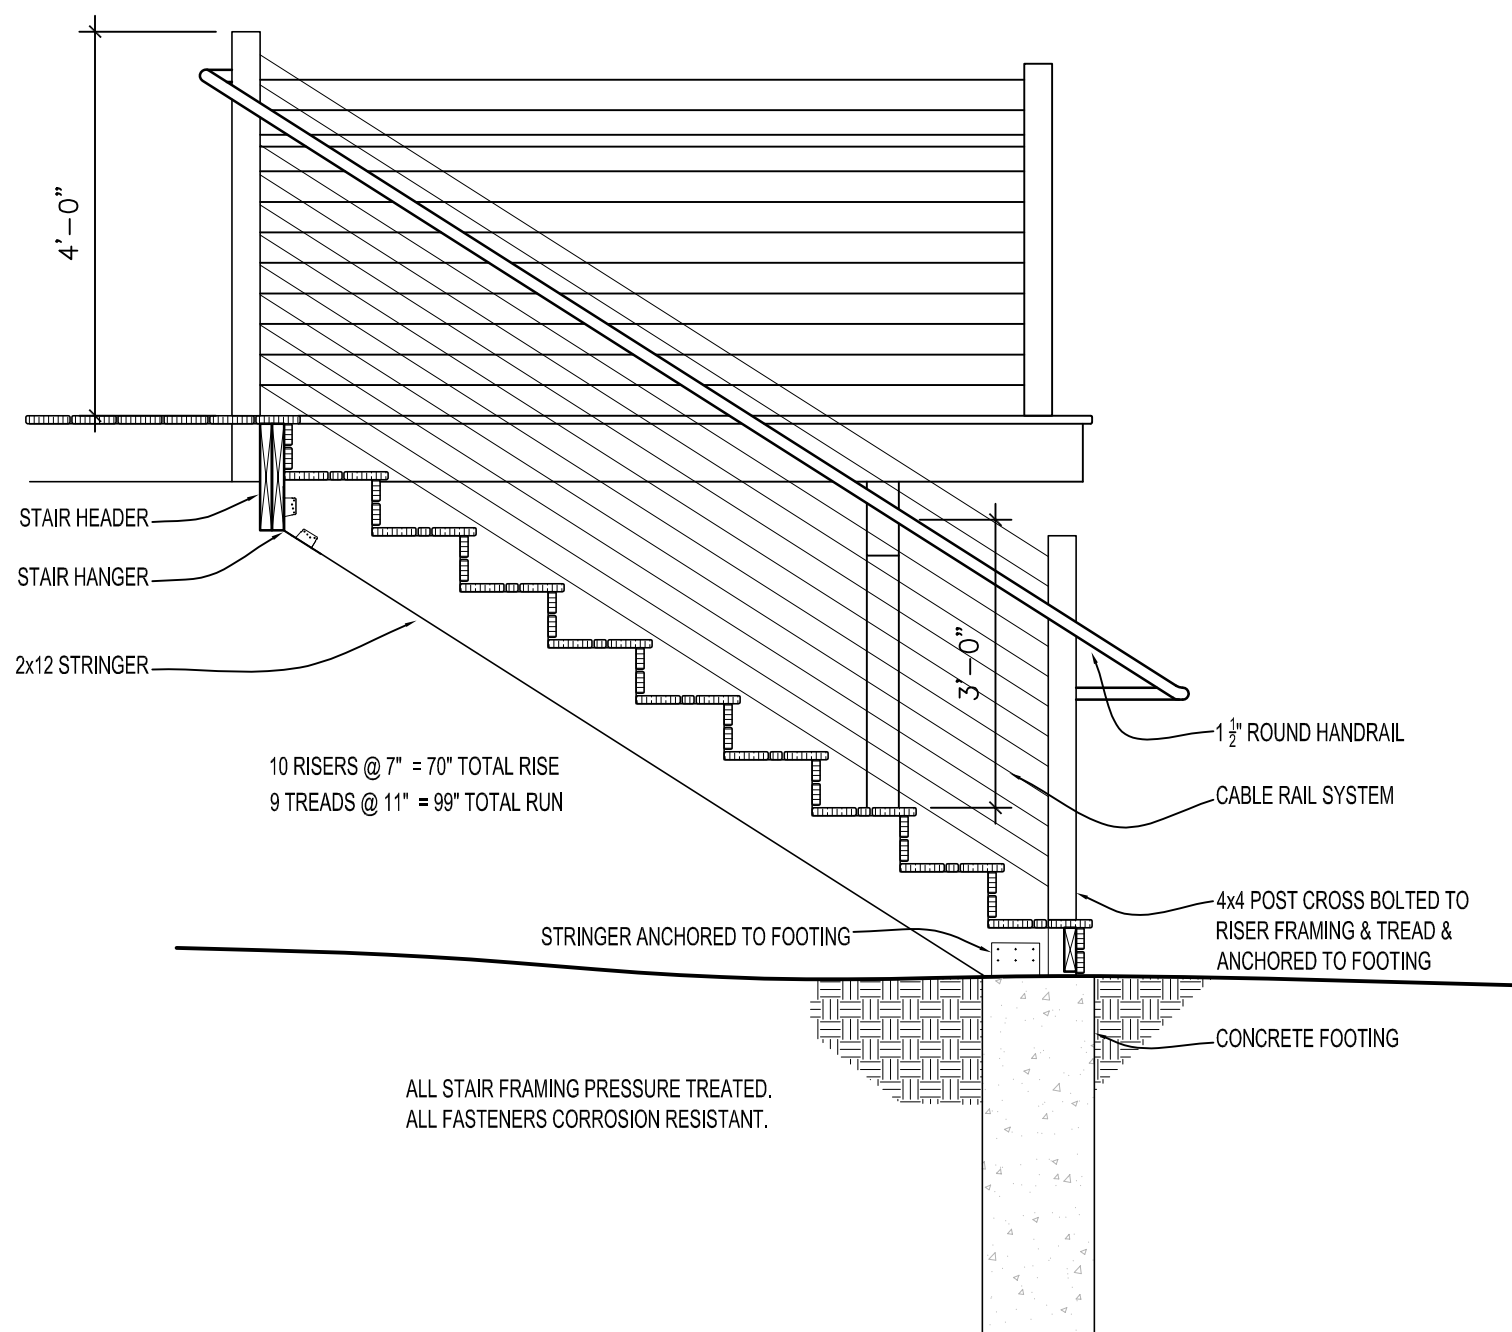 4'-0"
STAIR HEADER
STAIR HANGER
2x12 STRINGER
3'-0"
1 1/2" ROUND HANDRAIL
10 RISERS @ 7" = 70" TOTAL RISE
9 TREADS @ 11" = 99" TOTAL RUN
CABLE RAIL SYSTEM
4x4 POST CROSS BOLTED TO
RISER FRAMING & TREAD &
ANCHORED TO FOOTING
STRINGER ANCHORED TO FOOTING
CONCRETE FOOTING
ALL STAIR FRAMING PRESSURE TREATED.
ALL FASTENERS CORROSION RESISTANT.